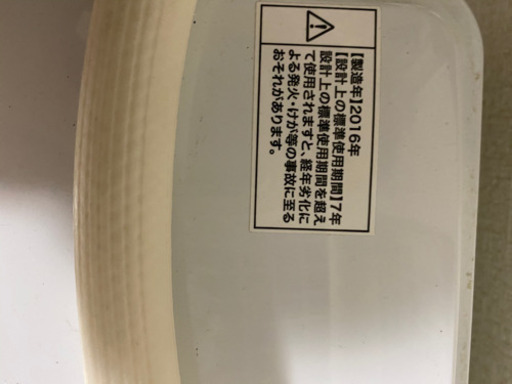 【製造年】2016年
【設計上の標準使用期間】7年
設計上の標準使用期間を超え
て使用されますと、経年劣化に
よる発火・けが等の事故に至る
おそれがあります。